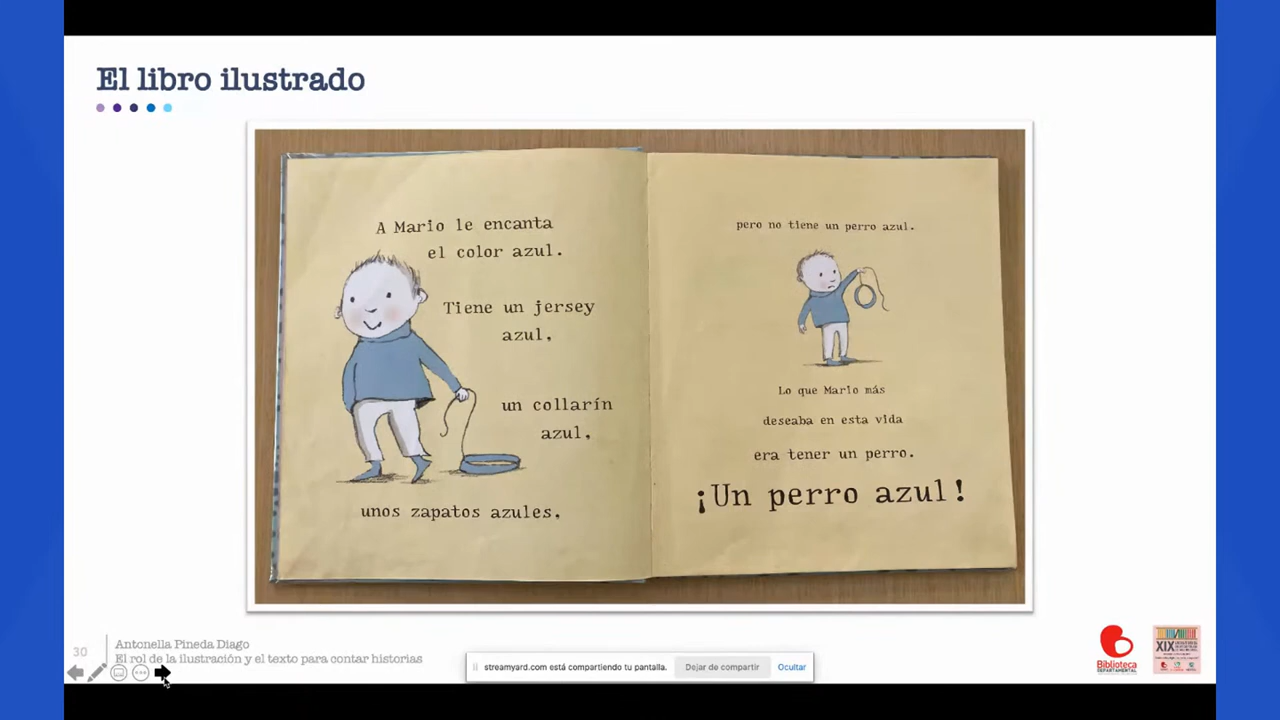 El libro ilustrado
A Mario le encanta
el color azul.
Tiene un jersey
azul,
un collarín
azul,
unos zapatos azules,
pero no tiene un perro azul.
Lo que Mario más
deseaba en esta vida
era tener un perro.
¡Un perro azul!
30
Antonella Pineda Diago
El rol de la ilustración y el texto para contar historias
streamyard.com está compartiendo tu pantalla.
Dejar de compartir
Ocultar
Biblioteca
DEPARTAMENTAL
XIX